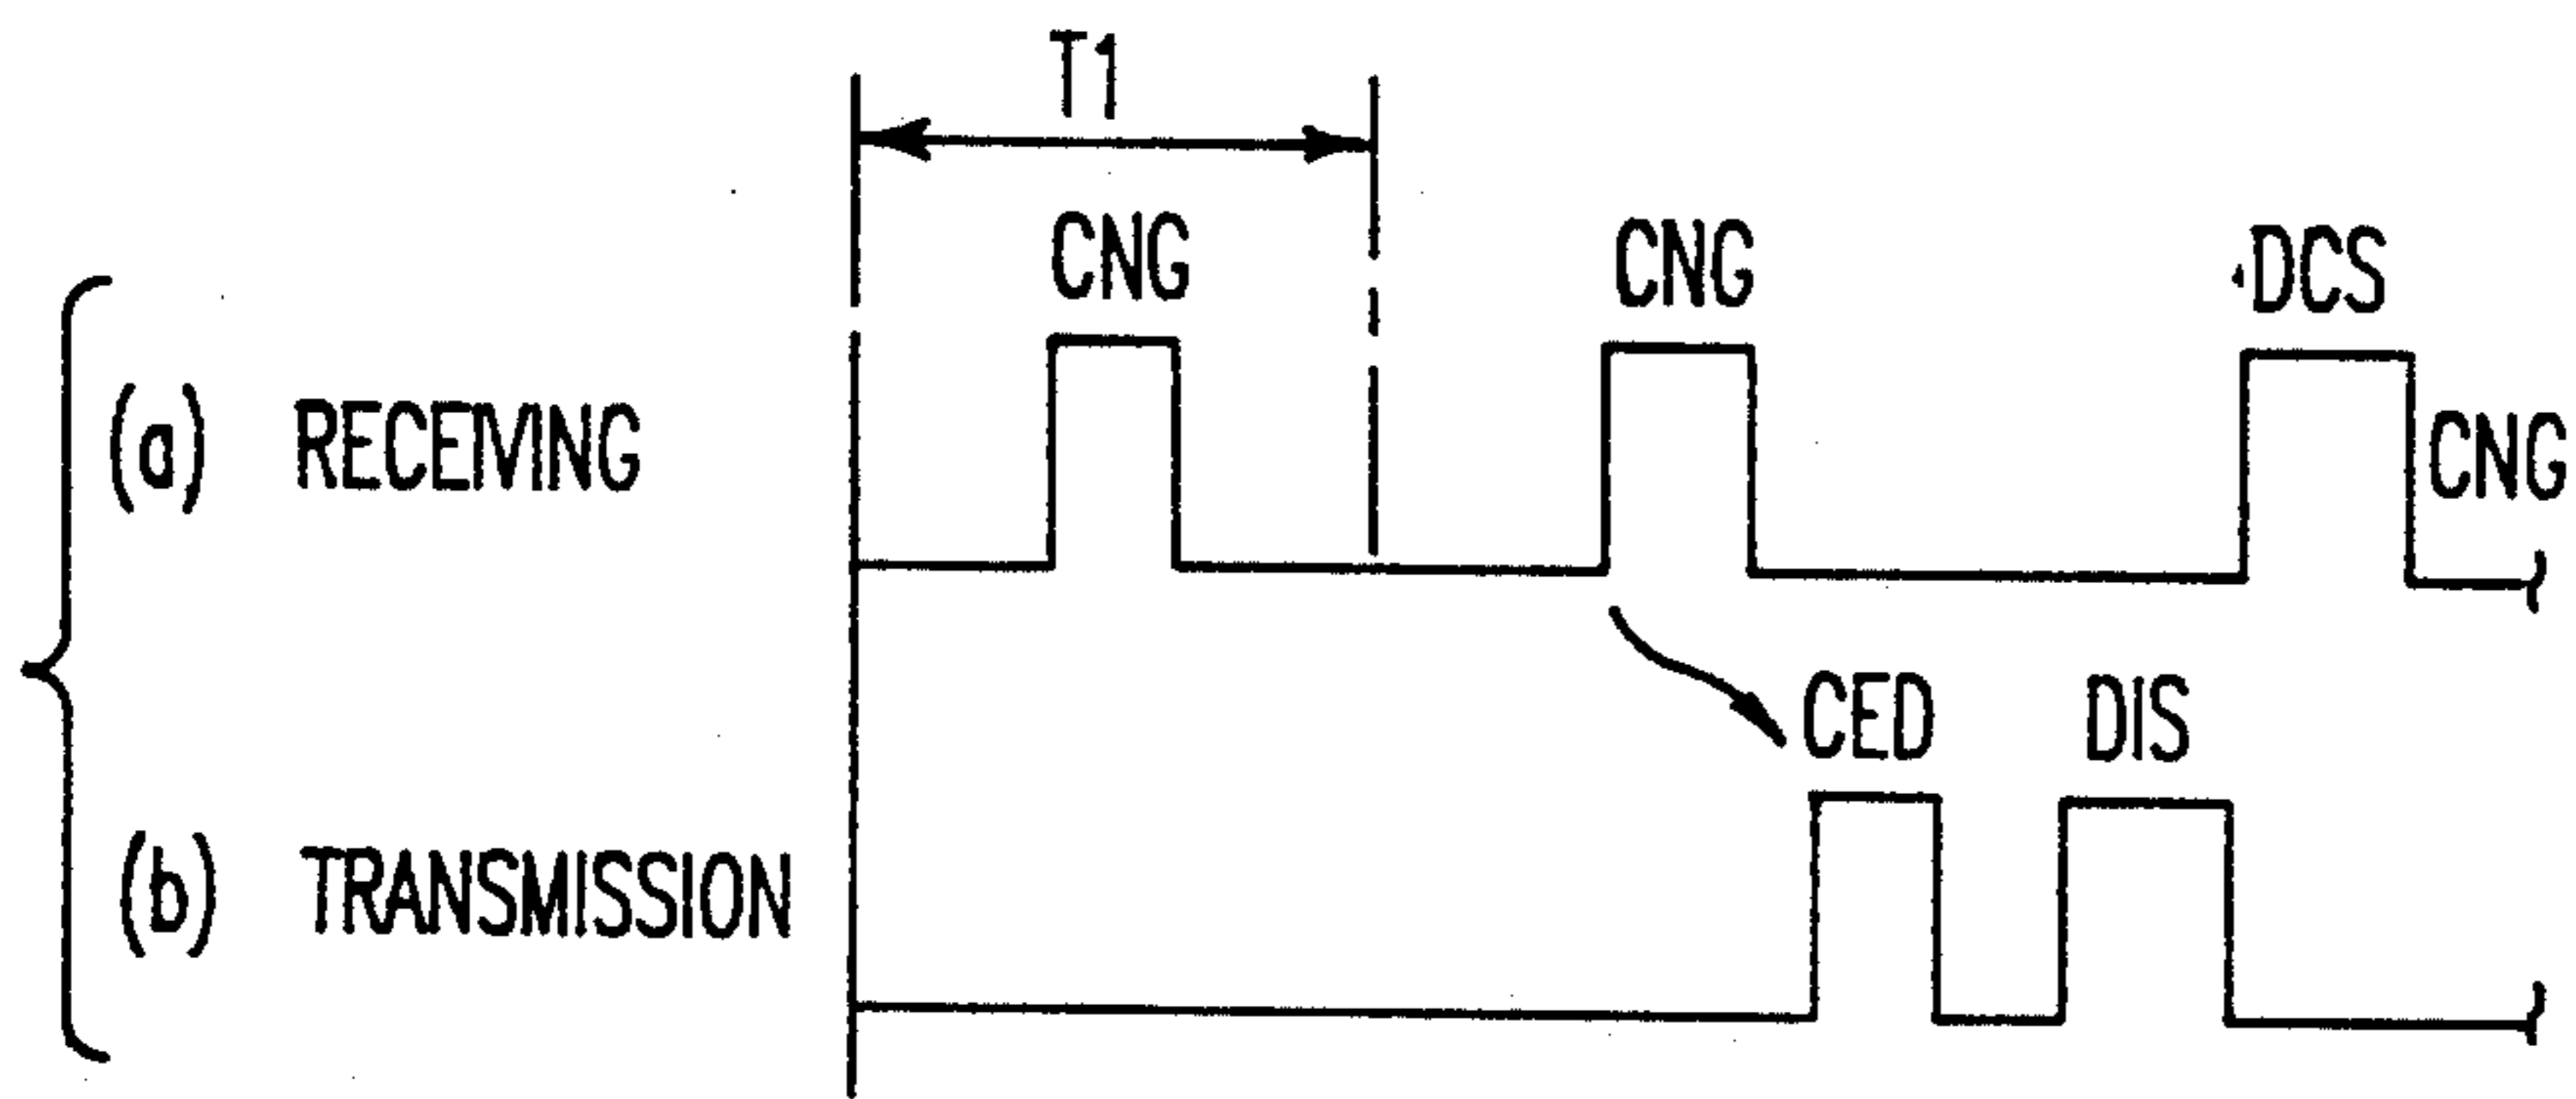 T1
CNG
CNG
DCS
(a) RECEIVING
CNG
CED
DIS
(b) TRANSMISSION